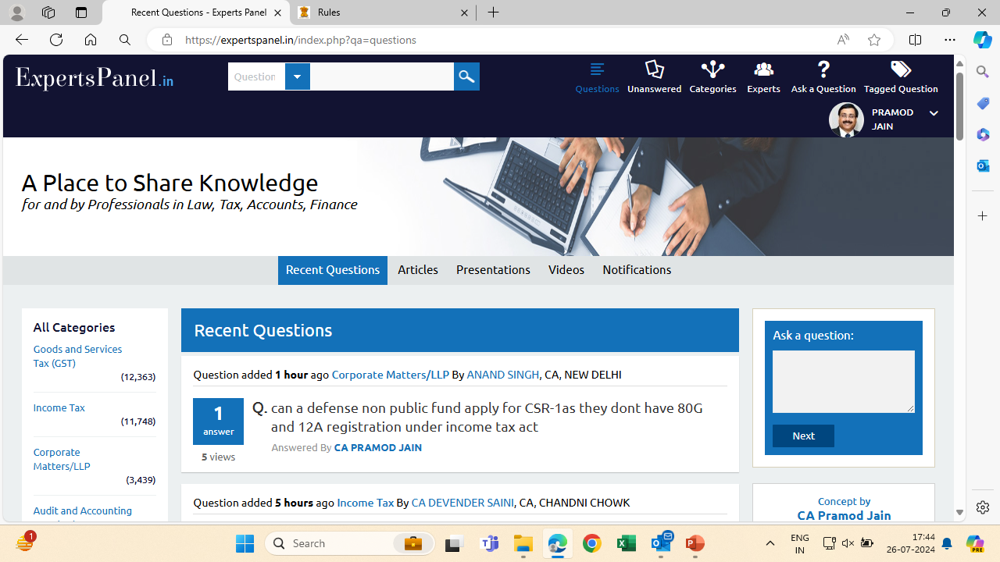 Recent Questions - Experts Panel
Rules
https://expertspanel.in/index.php?qa=questions
ExpertsPanel.in
Question
Questions
Unanswered
Categories
Experts
Ask a Question
Tagged Question
PRAMOD
JAIN
A Place to Share Knowledge
for and by Professionals in Law, Tax, Accounts, Finance
Recent Questions
Articles
Presentations
Videos
Notifications
All Categories
Goods and Services
Tax (GST)
(12,363)
Income Tax
(11,748)
Corporate
Matters/LLP
(3,439)
Audit and Accounting
Recent Questions
Question added 1 hour ago Corporate Matters/LLP By ANAND SINGH, CA, NEW DELHI
1
answer
5 views
Q. can a defense non public fund apply for CSR-1as they dont have 80G
and 12A registration under income tax act
Answered By CA PRAMOD JAIN
Question added 5 hours ago Income Tax By CA DEVENDER SAINI, CA, CHANDNI CHOWK
Ask a question:
Next
Concept by
CA Pramod Jain
1
Search
ENG
IN
17:44
26-07-2024
PRE